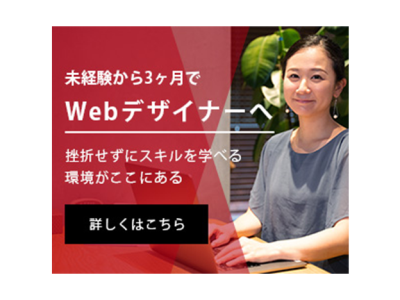 未経験から3ヶ月で
Webデザイナーへ
挫折せずにスキルを学べる
環境がここにある
詳しくはこちら